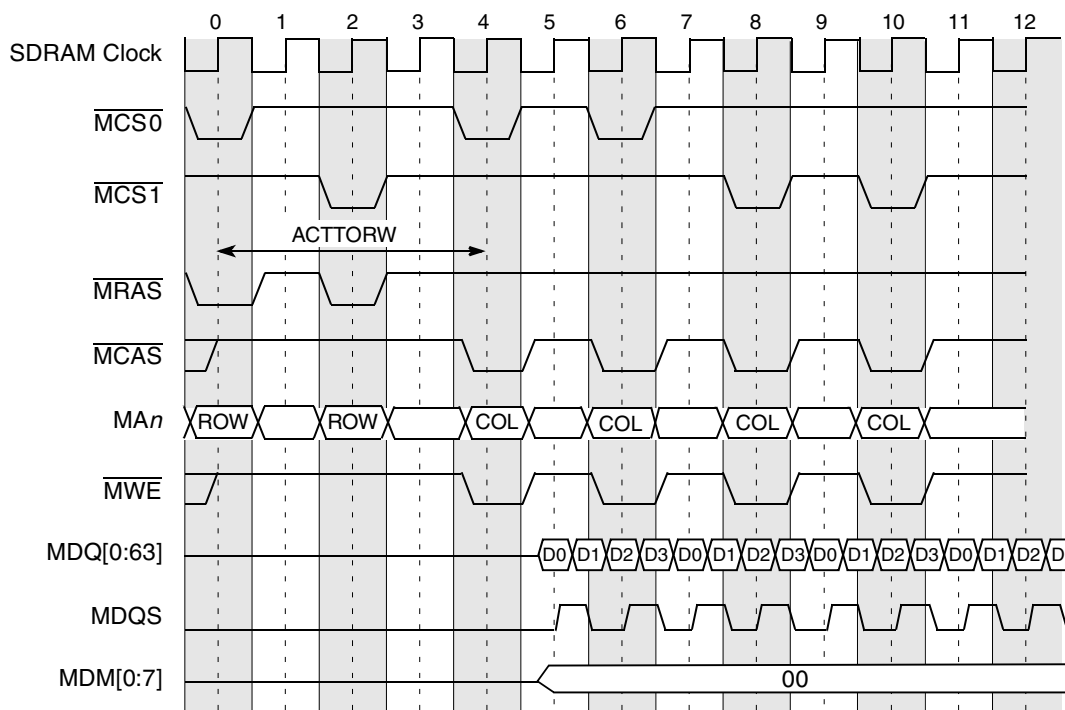 0 1 2 3 4 5 6 7 8 9 10 11 12
SDRAM Clock
MCS0
MCS1
ACTTORW
MRAS
MCAS
MAn ROW ROW COL COL COL COL
MWE
MDQ[0:63] D0 D1 D2 D3 D0 D1 D2 D3 D0 D1 D2 D3 D0 D1 D2 D
MDQS
MDM[0:7] 00